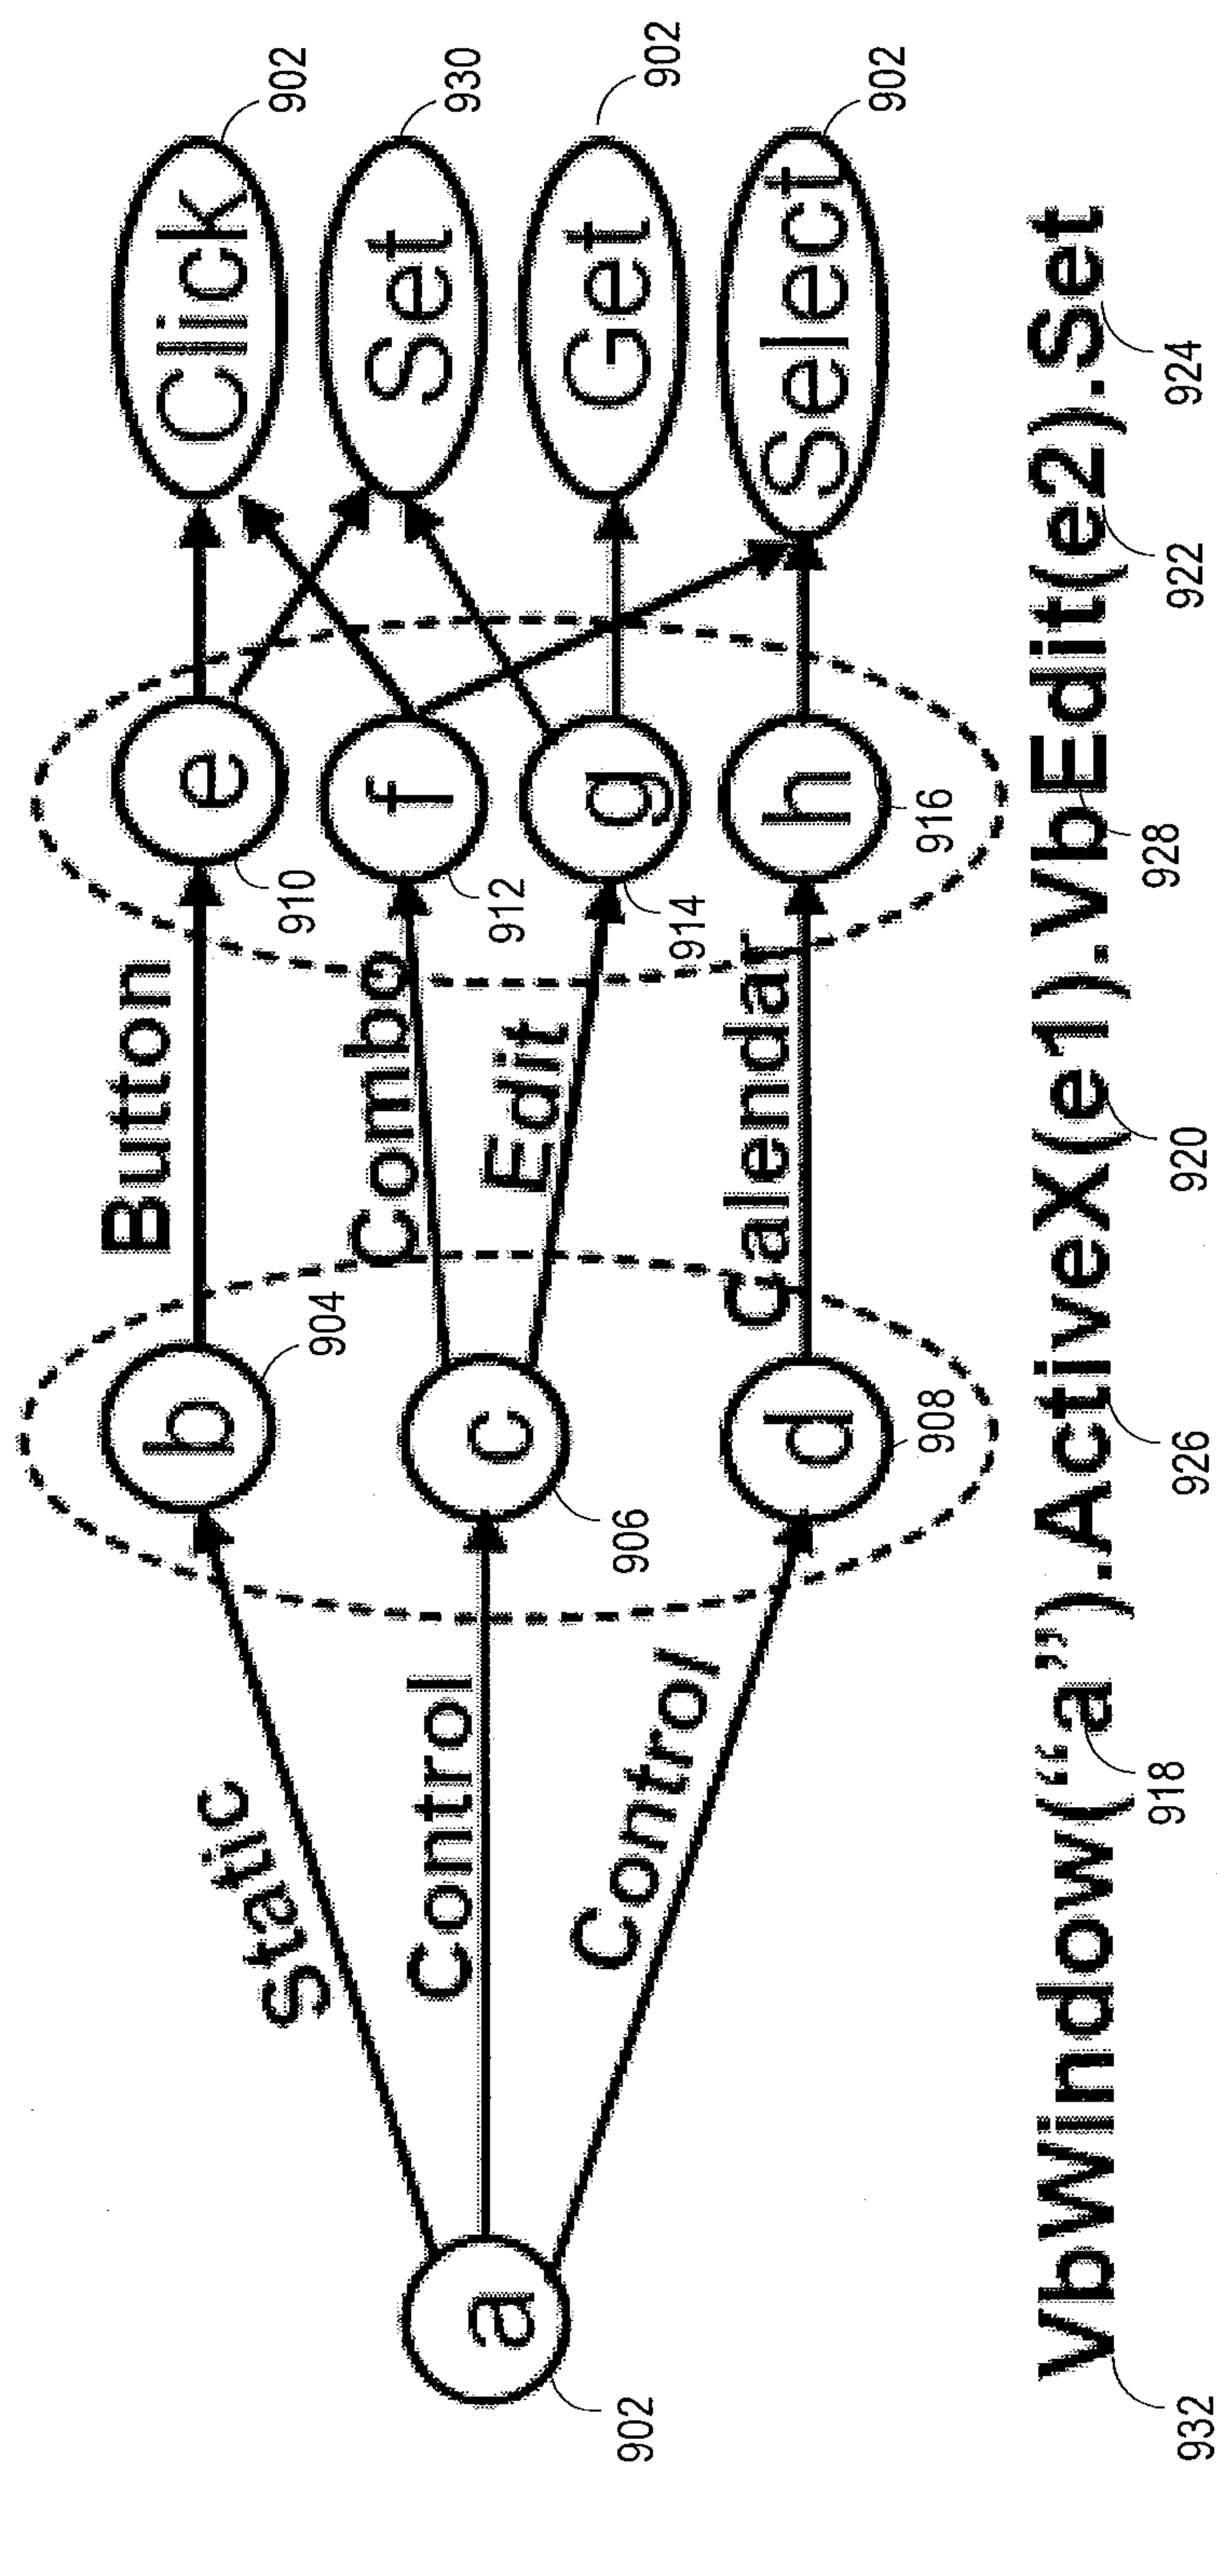 Click
902
Set
930
Get
902
Select
902
e
910
f
912
g
914
h
916
Button
Combo
Edit
Calendar
b
904
c
906
d
908
Static
Control
Control
a
902
VbWindow(“a”).ActiveX(e1).VbEdit(e2).Set
932
918
926
920
928
922
924